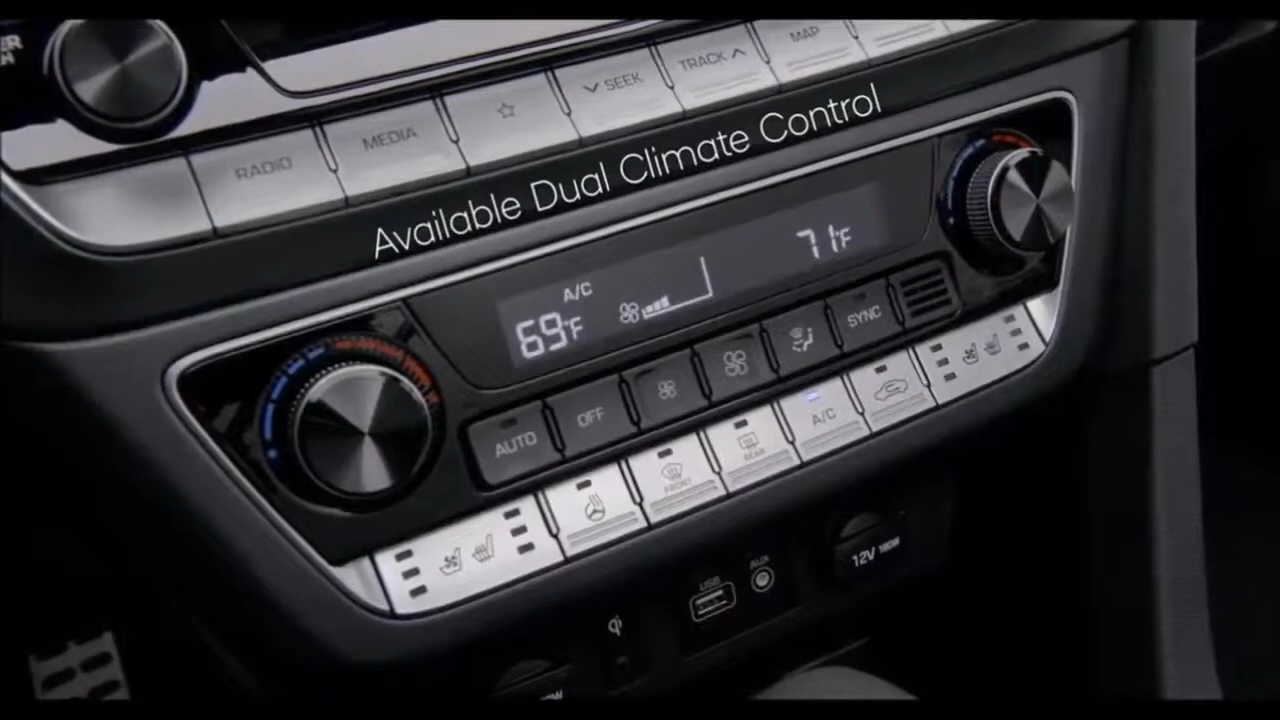 MAP
TRACK
SEEK
MEDIA
RADIO
Available Dual Climate Control
71°F
A/C
69°F
SYNC
OFF
AUTO
A/C
REAR
FRONT
12V 180W
AUX
USB
qi